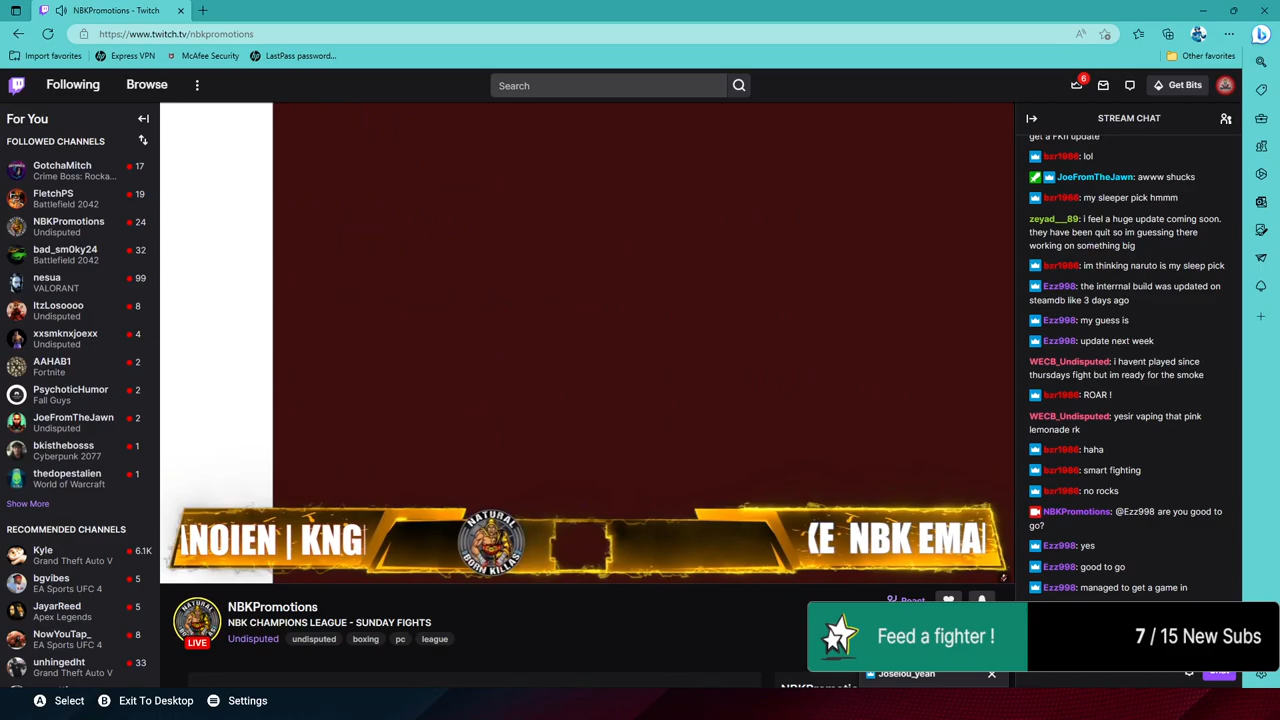 NBKPromotions - Twitch
https://www.twitch.tv/nbkpromotions
Import favorites
Express VPN
McAfee Security
LastPass password...
Other favorites
Following
Browse
Search
6
Get Bits
For You
FOLLOWED CHANNELS
GotchaMitch
17
Crime Boss: Rocka...
FletchPS
19
Battlefield 2042
NBKPromotions
24
Undisputed
bad_sm0ky24
32
Battlefield 2042
nesua
99
VALORANT
ItzLosoooo
8
Undisputed
xxsmknxjoexx
4
Undisputed
AAHAB1
2
Fortnite
PsychoticHumor
2
Fall Guys
JoeFromTheJawn
2
Undisputed
bkisthebosss
1
Cyberpunk 2077
thedopestalien
1
World of Warcraft
Show More
RECOMMENDED CHANNELS
Kyle
6.1K
Grand Theft Auto V
bgvibes
5
EA Sports UFC 4
JayarReed
5
Apex Legends
NowYouTap_
8
EA Sports UFC 4
unhingedht
33
Grand Theft Auto V
ANOIEN | KNG
NATURAL
BORN KILLAS
KE NBK EMA
LIVE
NBKPromotions
NBK CHAMPIONS LEAGUE - SUNDAY FIGHTS
Undisputed
undisputed
boxing
pc
league
React
STREAM CHAT
get a FKn update
bzr1986: lol
JoeFromTheJawn: awww shucks
bzr1986: my sleeper pick hmmm
zeyad___89: i feel a huge update coming soon.
they have been quit so im guessing there
working on something big
bzr1986: im thinking naruto is my sleep pick
Ezz998: the interrnal build was updated on
steamdb like 3 days ago
Ezz998: my guess is
Ezz998: update next week
WECB_Undisputed: i havent played since
thursdays fight but im ready for the smoke
bzr1986: ROAR !
WECB_Undisputed: yesir vaping that pink
lemonade rk
bzr1986: haha
bzr1986: smart fighting
bzr1986: no rocks
NBKPromotions: @Ezz998 are you good to
go?
Ezz998: yes
Ezz998: good to go
Ezz998: managed to get a game in
Feed a fighter !
7 / 15 New Subs
NBKPromotio
Joselou_yeah
Chat
A Select
B Exit To Desktop
Settings